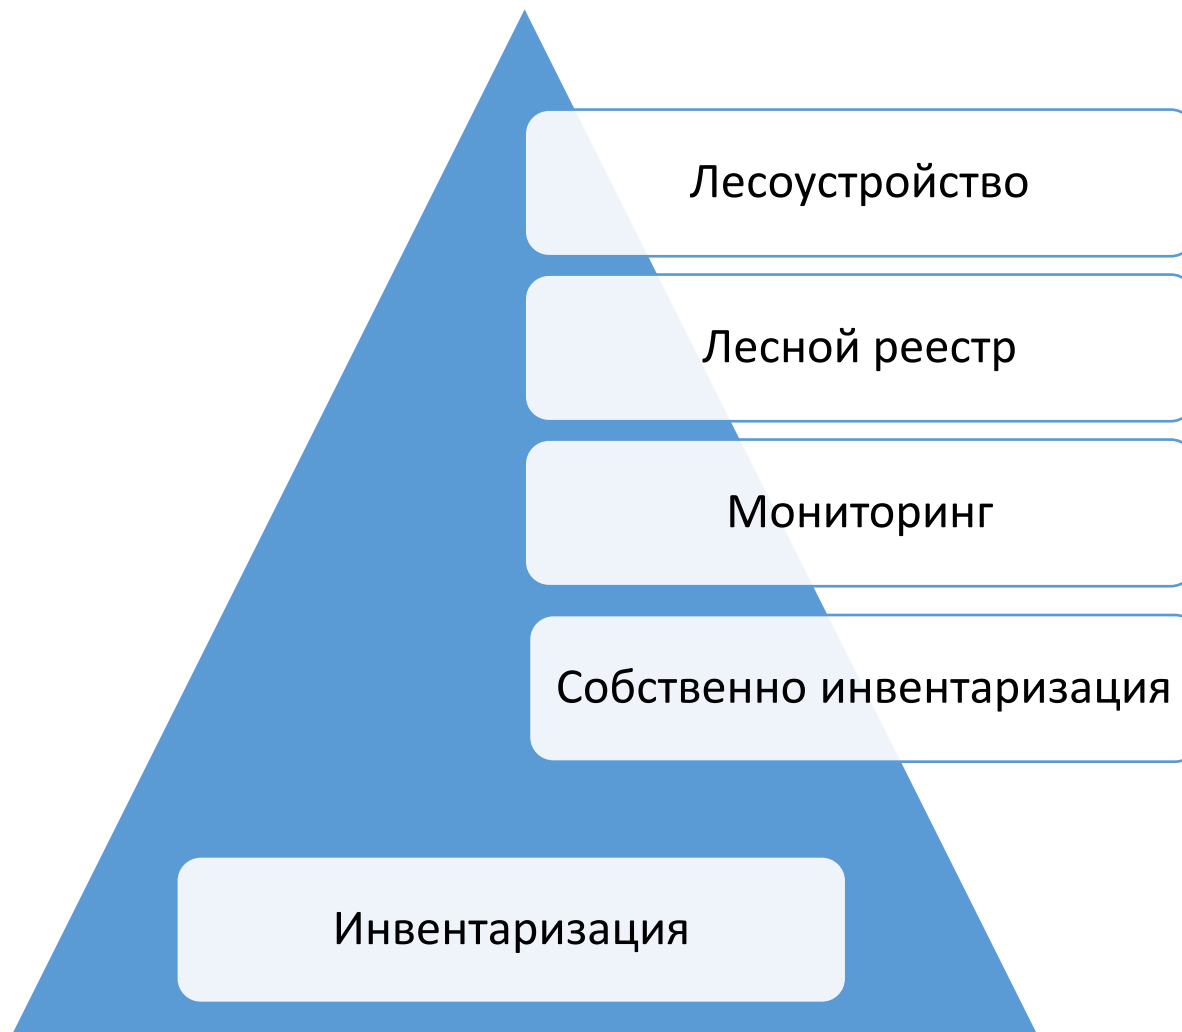 Лесоустройство
Лесной реестр
Мониторинг
Собственно инвентаризация
Инвентаризация